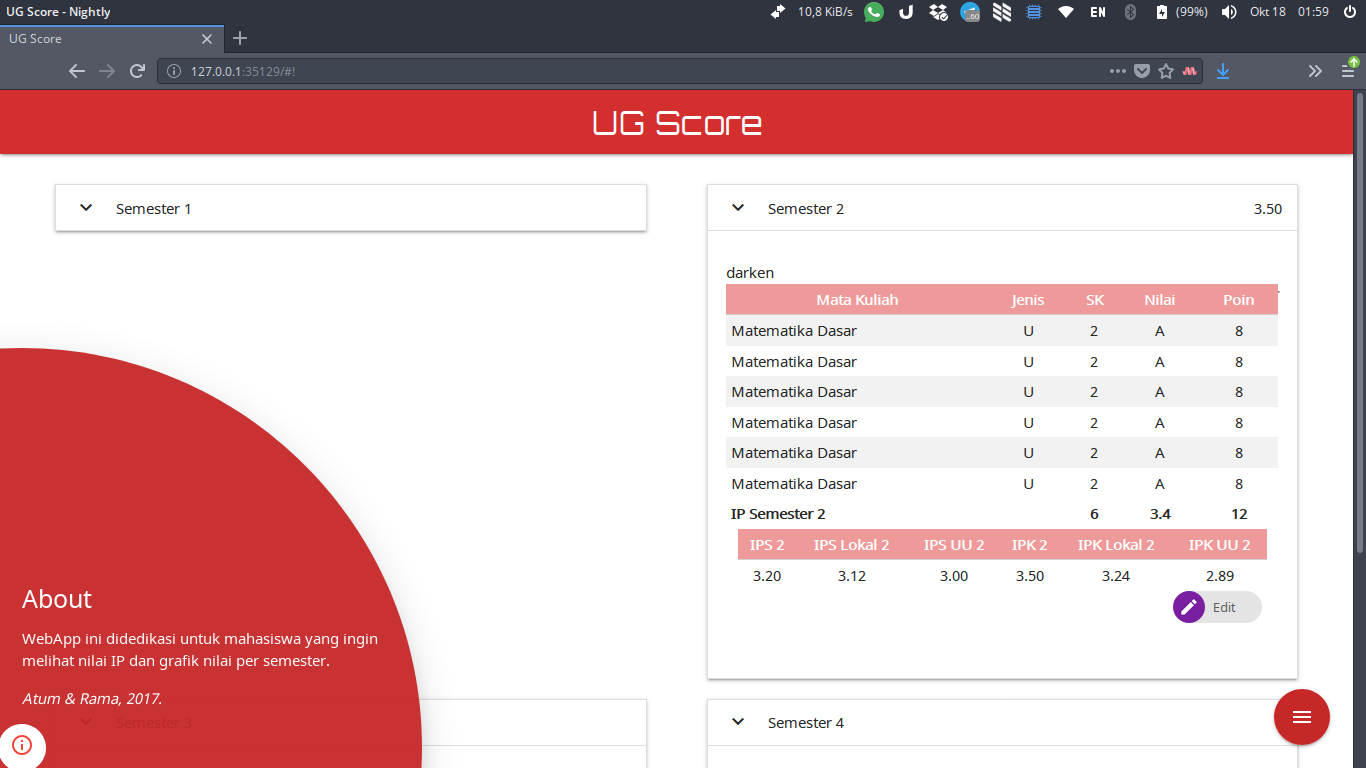 UG Score - Nightly
10,8 KiB/s
.60
EN
(99%)
Okt 18 01:59
UG Score
127.0.0.1:35129/#!
UG Score
Semester 1
Semester 2 3.50
darken
Mata Kuliah Jenis SK Nilai Poin
Matematika Dasar U 2 A 8
Matematika Dasar U 2 A 8
Matematika Dasar U 2 A 8
Matematika Dasar U 2 A 8
Matematika Dasar U 2 A 8
Matematika Dasar U 2 A 8
IP Semester 2 6 3.4 12
IPS 2 IPS Lokal 2 IPS UU 2 IPK 2 IPK Lokal 2 IPK UU 2
3.20 3.12 3.00 3.50 3.24 2.89
Edit
About
WebApp ini didedikasi untuk mahasiswa yang ingin
melihat nilai IP dan grafik nilai per semester.
Atum & Rama, 2017.
Semester 3
Semester 4